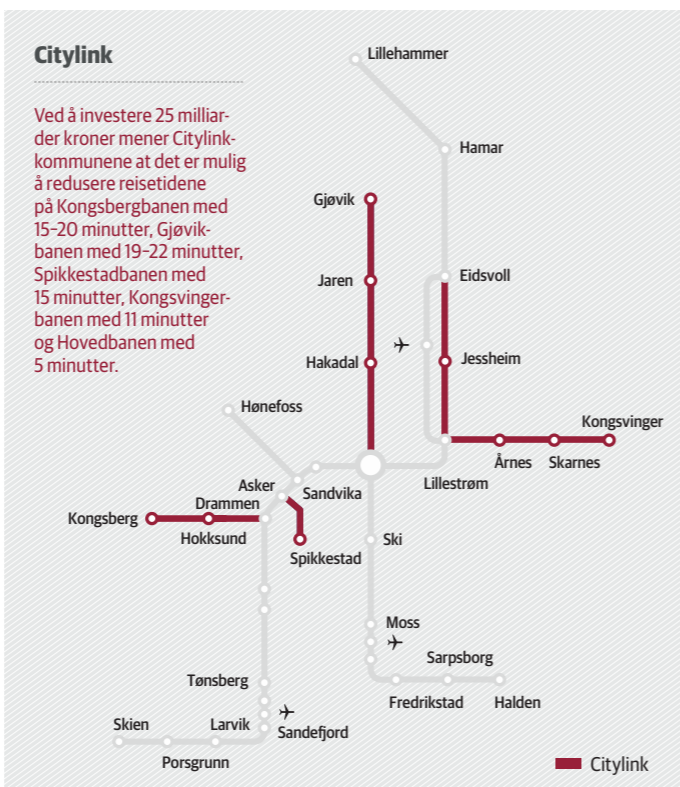 Citylink
Ved å investere 25 milliar-
der kroner mener Citylink-
kommunene at det er mulig
å redusere reisetidene
på Kongsbergbanen med
15–20 minutter, Gjøvik-
banen med 19–22 minutter,
Spikkestadbanen med
15 minutter, Kongsvinger-
banen med 11 minutter
og Hovedbanen med
5 minutter.
Lillehammer
Hamar
Gjøvik
Eidsvoll
Jaren
Hakadal
Jessheim
Hønefoss
Kongsvinger
Årnes
Skarnes
Lillestrøm
Asker
Sandvika
Drammen
Kongsberg
Hokksund
Spikkestad
Ski
Moss
Sarpsborg
Tønsberg
Fredrikstad
Halden
Skien
Larvik
Sandefjord
Porsgrunn
Citylink